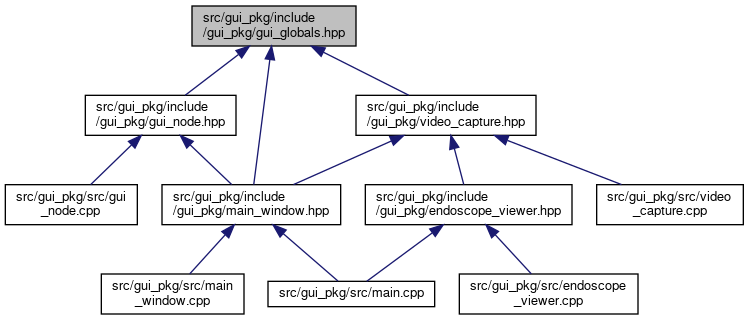 src/gui_pkg/include
/gui_pkg/gui_globals.hpp
src/gui_pkg/include
/gui_pkg/gui_node.hpp
src/gui_pkg/include
/gui_pkg/video_capture.hpp
src/gui_pkg/src/gui
_node.cpp
src/gui_pkg/include
/gui_pkg/main_window.hpp
src/gui_pkg/include
/gui_pkg/endoscope_viewer.hpp
src/gui_pkg/src/video
_capture.cpp
src/gui_pkg/src/main
_window.cpp
src/gui_pkg/src/main.cpp
src/gui_pkg/src/endoscope
_viewer.cpp